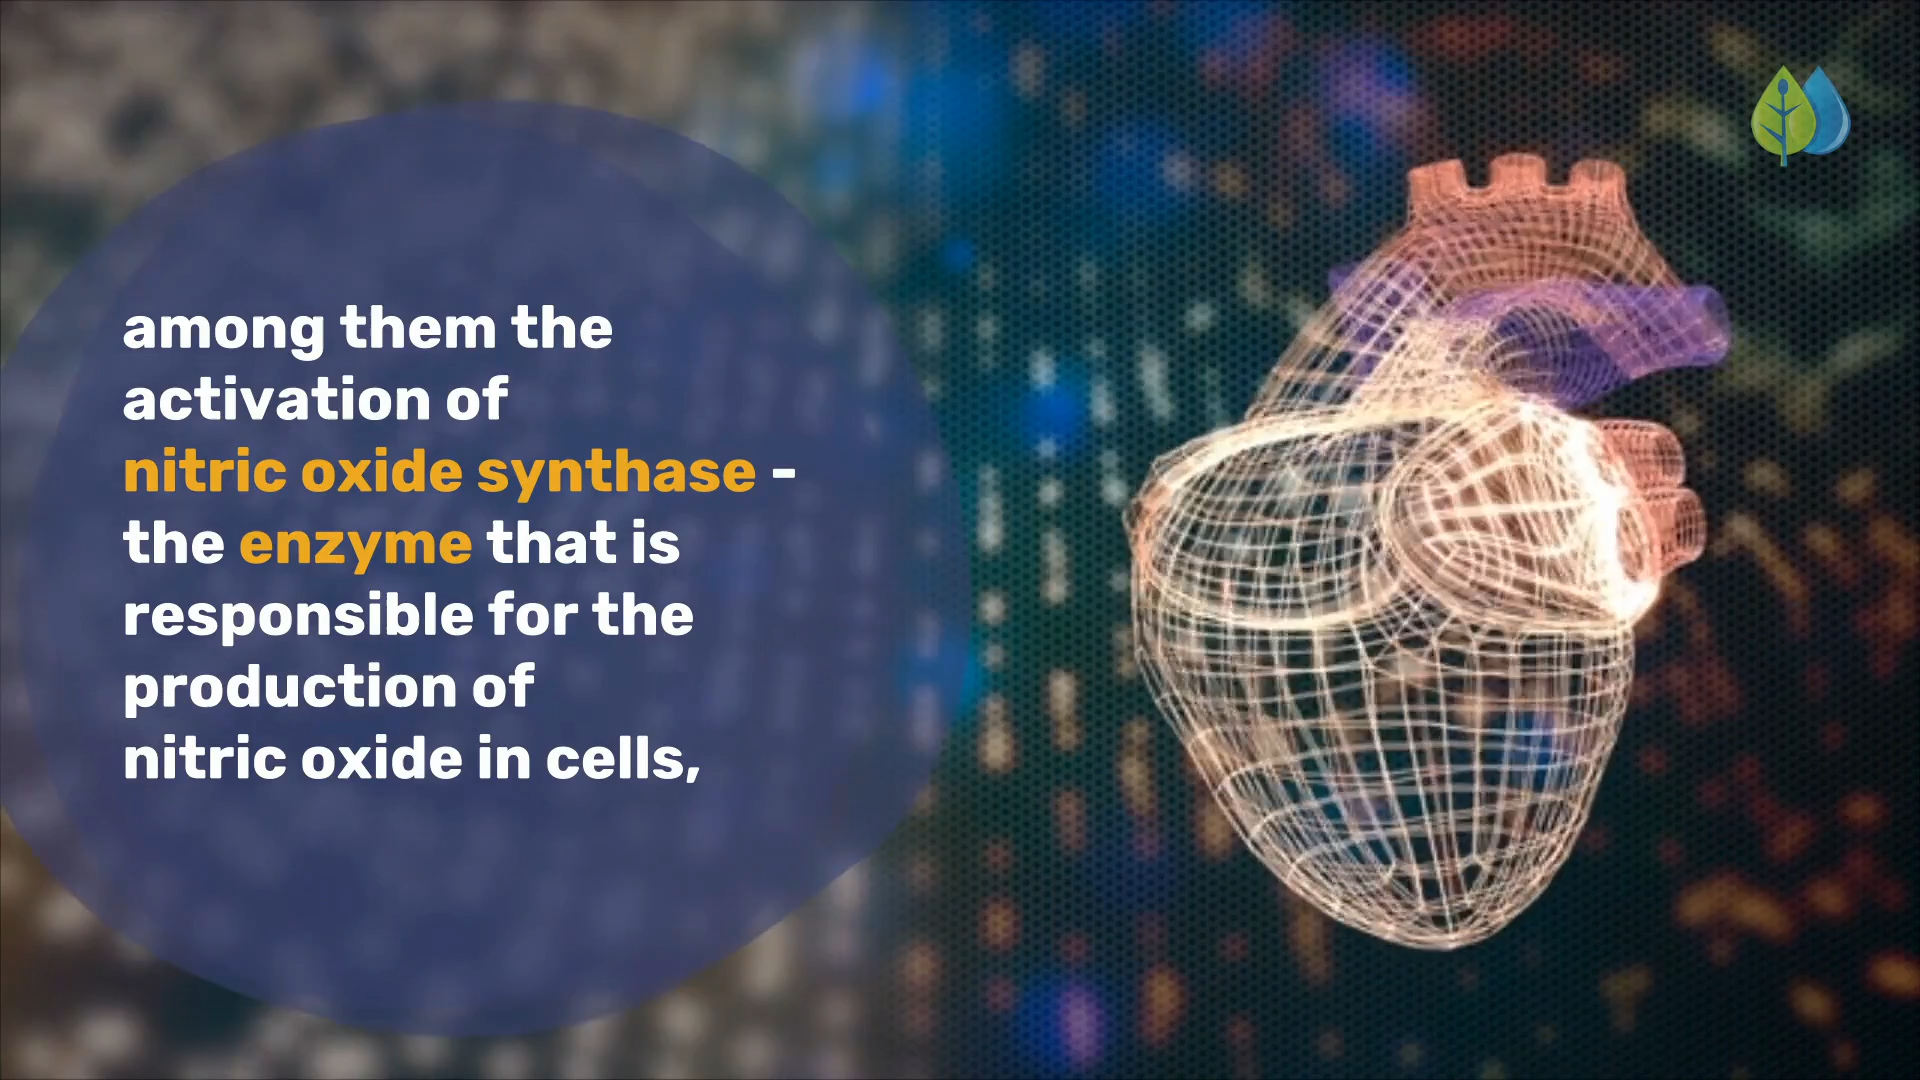 among them the
activation of
nitric oxide synthase -
the enzyme that is
responsible for the
production of
nitric oxide in cells,